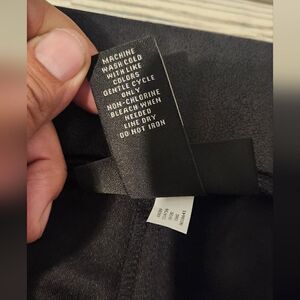 MACHINE
WASH COLD
WITH LIKE
COLORS
GENTLE CYCLE
ONLY
NON-CHLORINE
BLEACH WHEN
NEEDED
LINE DRY
DO NOT IRON